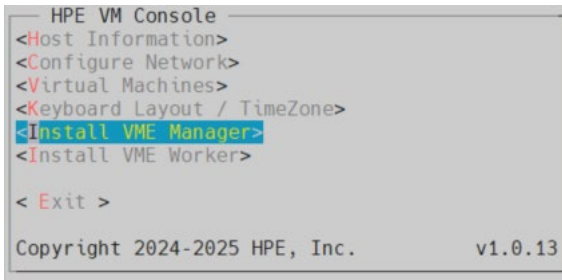 HPE VM Console
<Host Information>
<Configure Network>
<Virtual Machines>
<Keyboard Layout / TimeZone>
<Install VME Manager>
<Install VME Worker>
< Exit >
Copyright 2024-2025 HPE, Inc. v1.0.13